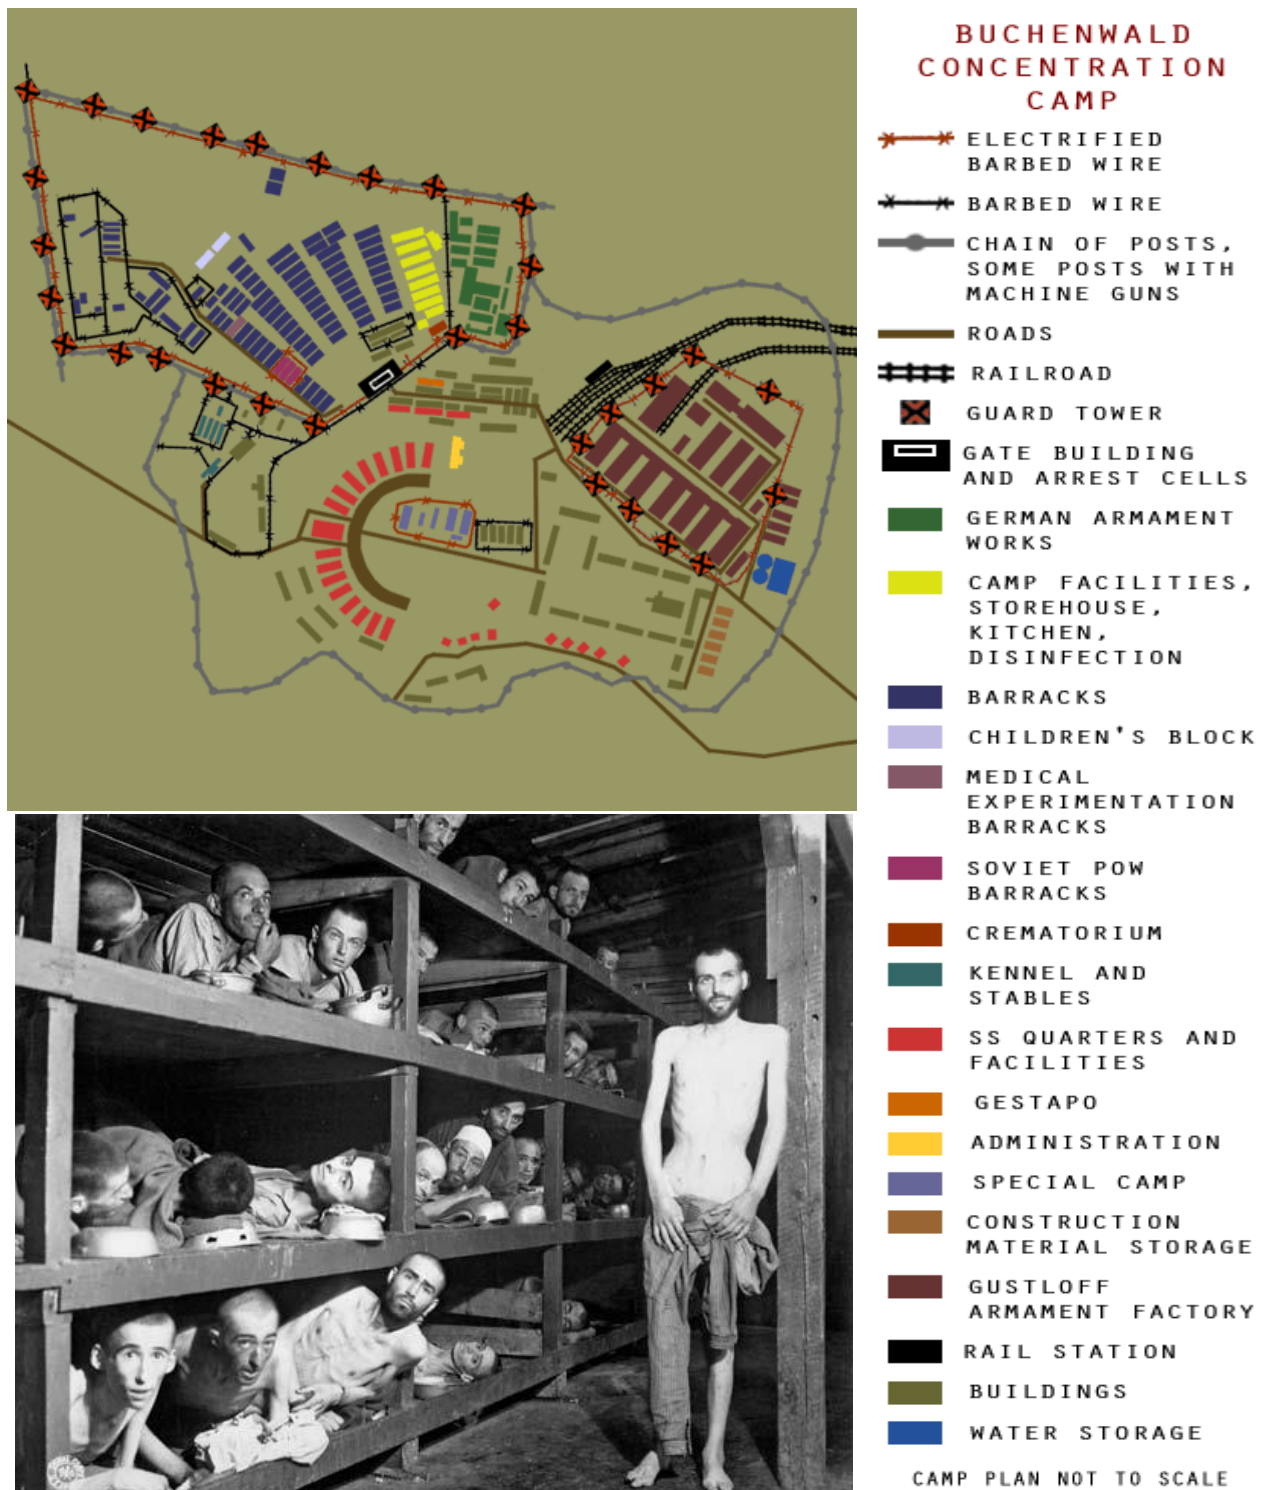 BUCHENWALD
CONCENTRATION
CAMP
ELECTRIFIED
BARBED WIRE
BARBED WIRE
CHAIN OF POSTS,
SOME POSTS WITH
MACHINE GUNS
ROADS
RAILROAD
GUARD TOWER
GATE BUILDING
AND ARREST CELLS
GERMAN ARMAMENT
WORKS
CAMP FACILITIES,
STOREHOUSE,
KITCHEN,
DISINFECTION
BARRACKS
CHILDREN'S BLOCK
MEDICAL
EXPERIMENTATION
BARRACKS
SOVIET POW
BARRACKS
CREMATORIUM
KENNEL AND
STABLES
SS QUARTERS AND
FACILITIES
GESTAPO
ADMINISTRATION
SPECIAL CAMP
CONSTRUCTION
MATERIAL STORAGE
GUSTLOFF
ARMAMENT FACTORY
RAIL STATION
BUILDINGS
WATER STORAGE
CAMP PLAN NOT TO SCALE